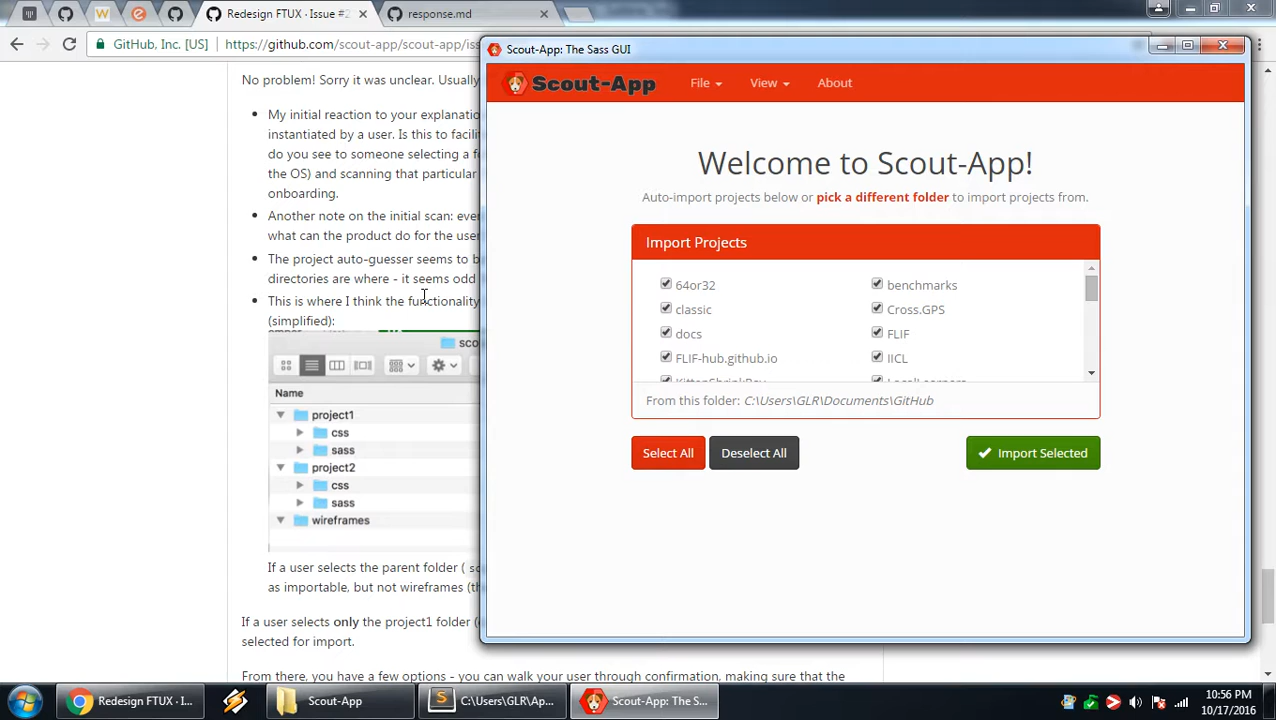 Redesign FTUX · Issue #2
response.md
GitHub, Inc. [US]
https://github.com/scout-app/scout-app/iss
No problem! Sorry it was unclear. Usually
My initial reaction to your explanation
instantiated by a user. Is this to facili
do you see to someone selecting a fo
the OS) and scanning that particular
onboarding.
Another note on the initial scan: eve
what can the product do for the user
The project auto-guesser seems to b
directories are where - it seems odd
This is where I think the functionality
(simplified):
sco
Name
project1
css
sass
project2
css
sass
wireframes
If a user selects the parent folder ( sc
as importable, but not wireframes (th
If a user selects only the project1 folder (
selected for import.
From there, you have a few options - you can walk your user through confirmation, making sure that the
Scout-App: The Sass GUI
Scout-App
File
View
About
Welcome to Scout-App!
Auto-import projects below or pick a different folder to import projects from.
Import Projects
64or32
benchmarks
classic
Cross.GPS
docs
FLIF
FLIF-hub.github.io
IICL
KittenShrinkRay
LocalLearners
From this folder: C:\Users\GLR\Documents\GitHub
Select All
Deselect All
Import Selected
Redesign FTUX · I...
Scout-App
C:\Users\GLR\Ap...
Scout-App: The S...
10:56 PM
10/17/2016